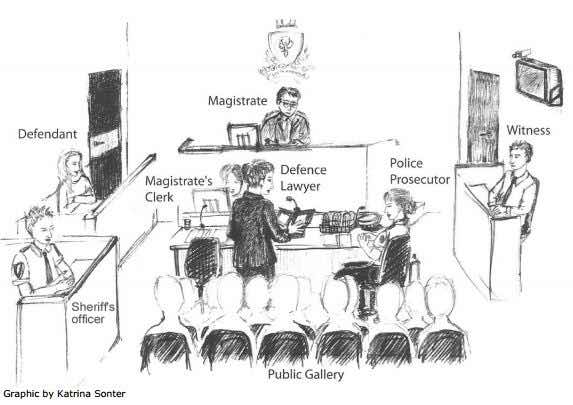 Magistrate
Defendant
Witness
Magistrate's
Clerk
Defence
Lawyer
Police
Prosecutor
Sheriff's
officer
Public Gallery
Graphic by Katrina Sonter